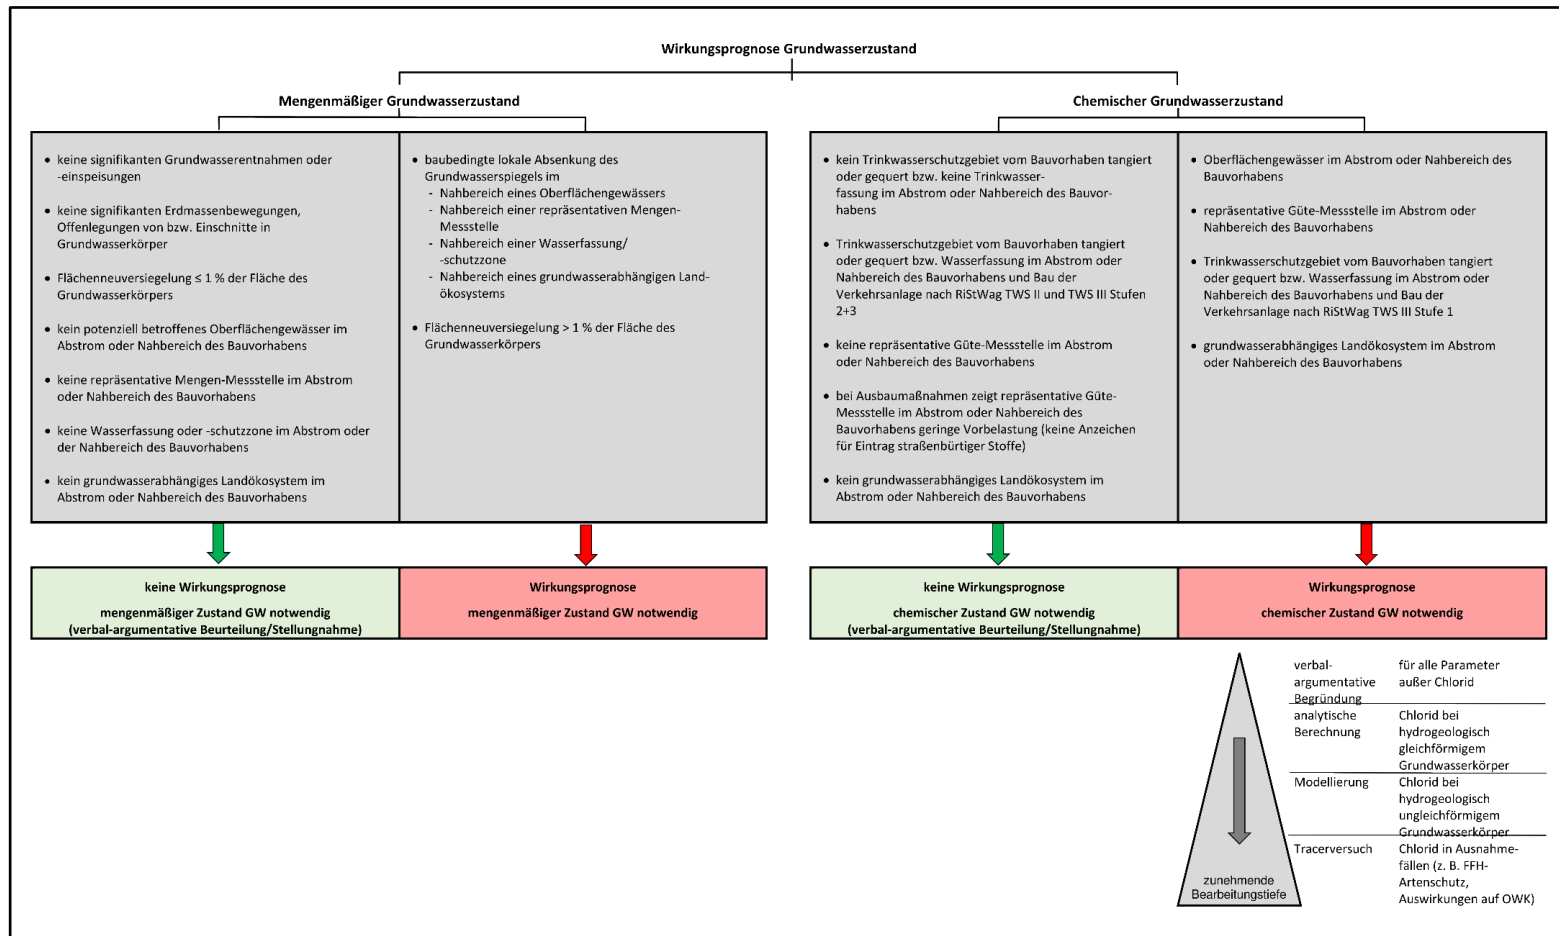 Wirkungsprognose Grundwasserzustand
Mengenmäßiger Grundwasserzustand
• keine signifikanten Grundwasserentnahmen oder
-einspeisungen
• keine signifikanten Erdmassenbewegungen,
Offenlegungen von bzw. Einschnitte in
Grundwasserkörper
• Flächenneuversiegelung ≤ 1 % der Fläche des
Grundwasserkörpers
• kein potenziell betroffenes Oberflächengewässer im
Abstrom oder Nahbereich des Bauvorhabens
• keine repräsentative Mengen-Messstelle im Abstrom
oder Nahbereich des Bauvorhabens
• keine Wasserfassung oder -schutzzone im Abstrom oder
der Nahbereich des Bauvorhabens
• kein grundwasserabhängiges Landökosystem im
Abstrom oder Nahbereich des Bauvorhabens
• baubedingte lokale Absenkung des
Grundwasserspiegels im
- Nahbereich eines Oberflächengewässers
- Nahbereich einer repräsentativen Mengen-
Messstelle
- Nahbereich einer Wasserfassung/
-schutzzone
- Nahbereich eines grundwasserabhängigen Land-
ökosystems
• Flächenneuversiegelung > 1 % der Fläche des
Grundwasserkörpers
keine Wirkungsprognose
mengenmäßiger Zustand GW notwendig
(verbal-argumentative Beurteilung/Stellungnahme)
Wirkungsprognose
mengenmäßiger Zustand GW notwendig
Chemischer Grundwasserzustand
• kein Trinkwasserschutzgebiet vom Bauvorhaben tangiert
oder gequert bzw. keine Trinkwasser-
fassung im Abstrom oder Nahbereich des Bauvor-
habens
• Trinkwasserschutzgebiet vom Bauvorhaben tangiert
oder gequert bzw. Wasserfassung im Abstrom oder
Nahbereich des Bauvorhabens und Bau der
Verkehrsanlage nach RiStWag TWS II und TWS III Stufen
2+3
• keine repräsentative Güte-Messstelle im Abstrom
oder Nahbereich des Bauvorhabens
• bei Ausbaumaßnahmen zeigt repräsentative Güte-
Messstelle im Abstrom oder Nahbereich des
Bauvorhabens geringe Vorbelastung (keine Anzeichen
für Eintrag straßenbürtiger Stoffe)
• kein grundwasserabhängiges Landökosystem im
Abstrom oder Nahbereich des Bauvorhabens
• Oberflächengewässer im Abstrom oder Nahbereich des
Bauvorhabens
• repräsentative Güte-Messstelle im Abstrom oder
Nahbereich des Bauvorhabens
• Trinkwasserschutzgebiet vom Bauvorhaben tangiert
oder gequert bzw. Wasserfassung im Abstrom oder
Nahbereich des Bauvorhabens und Bau der
Verkehrsanlage nach RiStWag TWS III Stufe 1
• grundwasserabhängiges Landökosystem im Abstrom
oder Nahbereich des Bauvorhabens
keine Wirkungsprognose
chemischer Zustand GW notwendig
(verbal-argumentative Beurteilung/Stellungnahme)
Wirkungsprognose
chemischer Zustand GW notwendig
zunehmende
Bearbeitungstiefe
verbal-
argumentative
Begründung
für alle Parameter
außer Chlorid
analytische
Berechnung
Chlorid bei
hydrogeologisch
gleichförmigem
Grundwasserkörper
Modellierung
Chlorid bei
hydrogeologisch
ungleichförmigem
Grundwasserkörper
Tracerversuch
Chlorid in Ausnahme-
fällen (z. B. FFH-
Artenschutz,
Auswirkungen auf OWK)